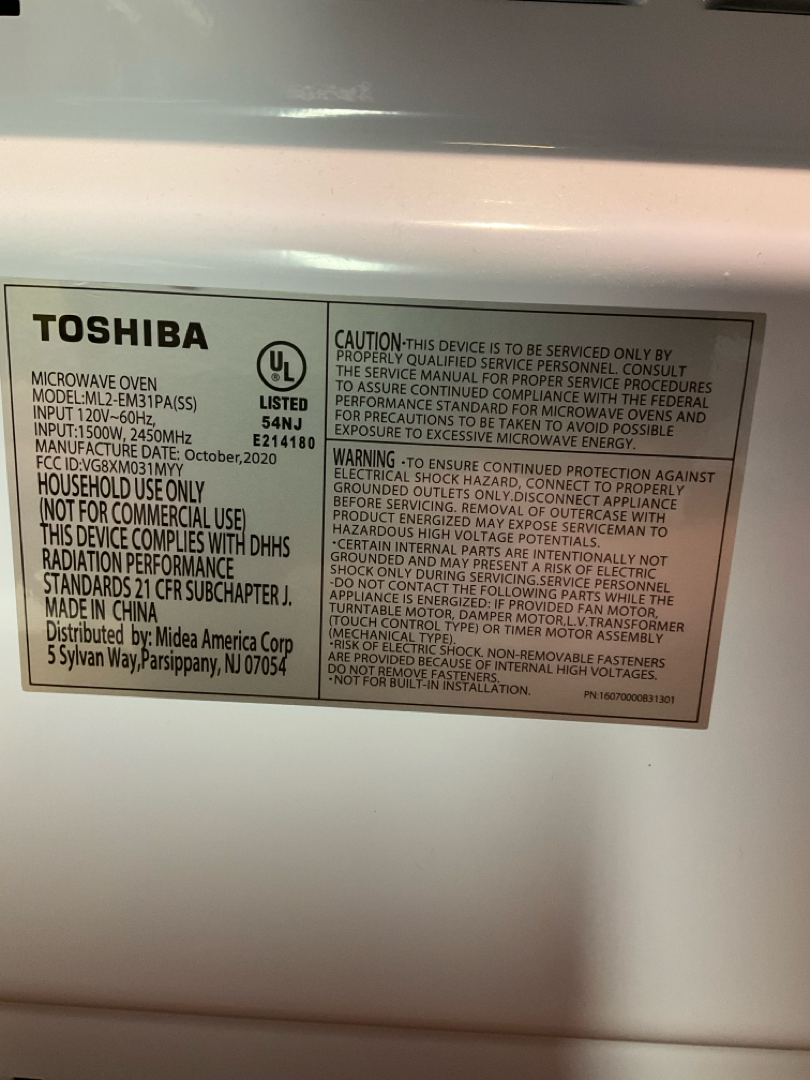 TOSHIBA
MICROWAVE OVEN
MODEL:ML2-EM31PA(SS)
INPUT 120V~60Hz,
INPUT:1500W, 2450MHz
MANUFACTURE DATE: October,2020
FCC ID:VG8XM031MYY
UL
LISTED
54NJ
E214180
HOUSEHOLD USE ONLY
(NOT FOR COMMERCIAL USE)
THIS DEVICE COMPLIES WITH DHHS
RADIATION PERFORMANCE
STANDARDS 21 CFR SUBCHAPTER J.
MADE IN CHINA
Distributed by: Midea America Corp
5 Sylvan Way,Parsippany, NJ 07054
CAUTION·THIS DEVICE IS TO BE SERVICED ONLY BY
PROPERLY QUALIFIED SERVICE PERSONNEL. CONSULT
THE SERVICE MANUAL FOR PROPER SERVICE PROCEDURES
TO ASSURE CONTINUED COMPLIANCE WITH THE FEDERAL
PERFORMANCE STANDARD FOR MICROWAVE OVENS AND
FOR PRECAUTIONS TO BE TAKEN TO AVOID POSSIBLE
EXPOSURE TO EXCESSIVE MICROWAVE ENERGY.
WARNING ·TO ENSURE CONTINUED PROTECTION AGAINST
ELECTRICAL SHOCK HAZARD, CONNECT TO PROPERLY
GROUNDED OUTLETS ONLY.DISCONNECT APPLIANCE
BEFORE SERVICING. REMOVAL OF OUTERCASE WITH
PRODUCT ENERGIZED MAY EXPOSE SERVICEMAN TO
HAZARDOUS HIGH VOLTAGE POTENTIALS.
·CERTAIN INTERNAL PARTS ARE INTENTIONALLY NOT
GROUNDED AND MAY PRESENT A RISK OF ELECTRIC
SHOCK ONLY DURING SERVICING.SERVICE PERSONNEL
-DO NOT CONTACT THE FOLLOWING PARTS WHILE THE
APPLIANCE IS ENERGIZED: IF PROVIDED FAN MOTOR,
TURNTABLE MOTOR, DAMPER MOTOR,L.V.TRANSFORMER
(TOUCH CONTROL TYPE) OR TIMER MOTOR ASSEMBLY
(MECHANICAL TYPE).
·RISK OF ELECTRIC SHOCK. NON-REMOVABLE FASTENERS
ARE PROVIDED BECAUSE OF INTERNAL HIGH VOLTAGES.
DO NOT REMOVE FASTENERS.
·NOT FOR BUILT-IN INSTALLATION.
PN:16070000B31301